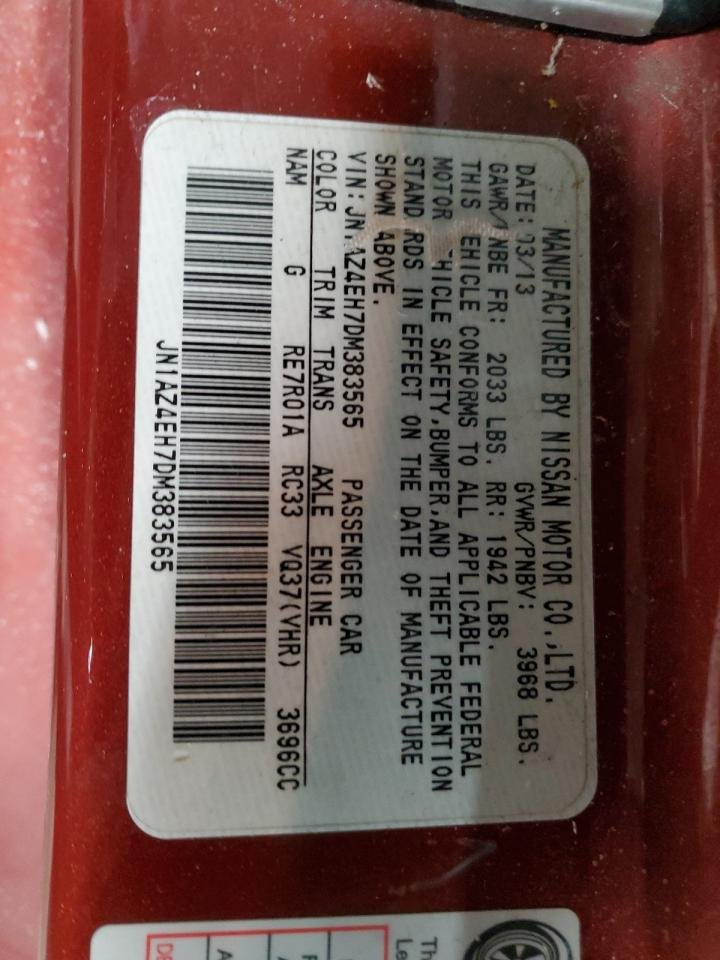 MANUFACTURED BY NISSAN MOTOR CO.,LTD.
DATE: 03/13 GVWR/PNBV: 3968 LBS.
GAWR/PNBE FR: 2033 LBS. RR: 1942 LBS.
THIS VEHICLE CONFORMS TO ALL APPLICABLE FEDERAL
MOTOR VEHICLE SAFETY,BUMPER,AND THEFT PREVENTION
STANDARDS IN EFFECT ON THE DATE OF MANUFACTURE
SHOWN ABOVE.
VIN:JN1AZ4EH7DM383565 PASSENGER CAR
COLOR TRIM TRANS AXLE ENGINE
NAM G RE7R01A RC33 VQ37(VHR) 3696CC
JN1AZ4EH7DM383565